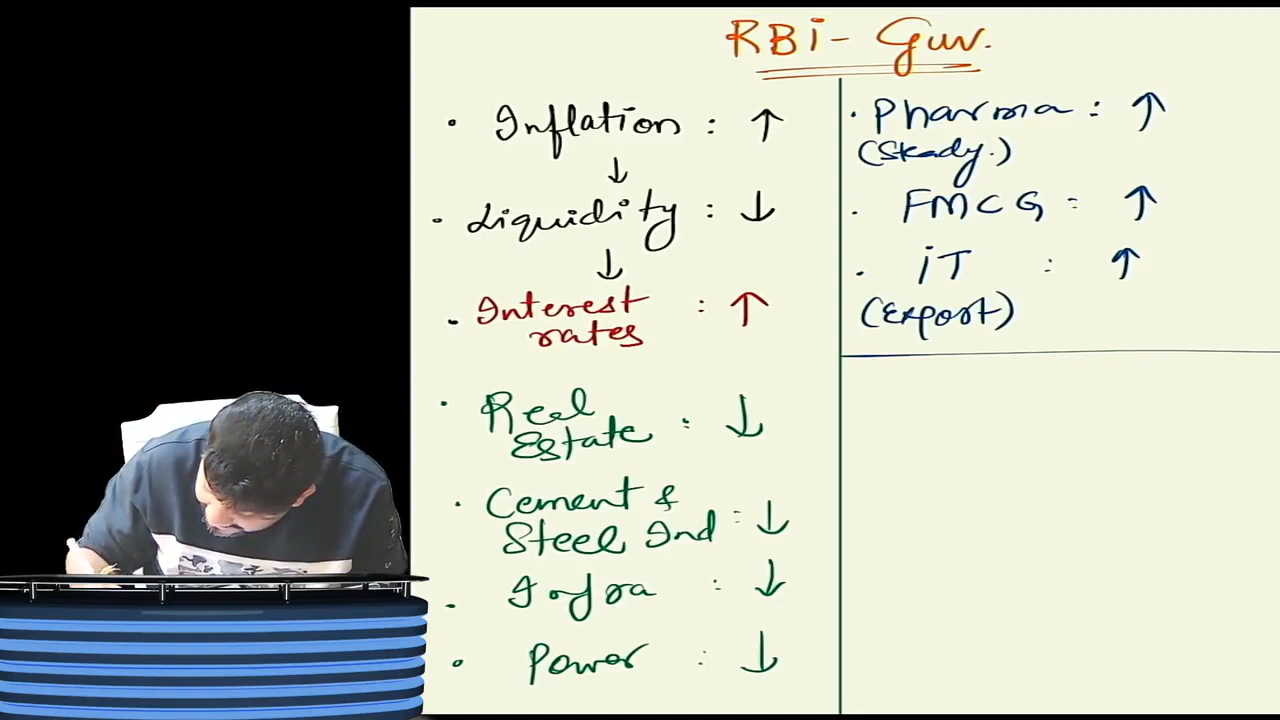 RBi - Guv.
• Inflation : ↑
↓
• Liquidity : ↓
↓
• Interest : ↑
rates
• Real
Estate : ↓
• Cement &
Steel Ind : ↓
• Infra : ↓
• Power : ↓
• Pharma : ↑
(Steady.)
• FMCG : ↑
• iT : ↑
(Export)